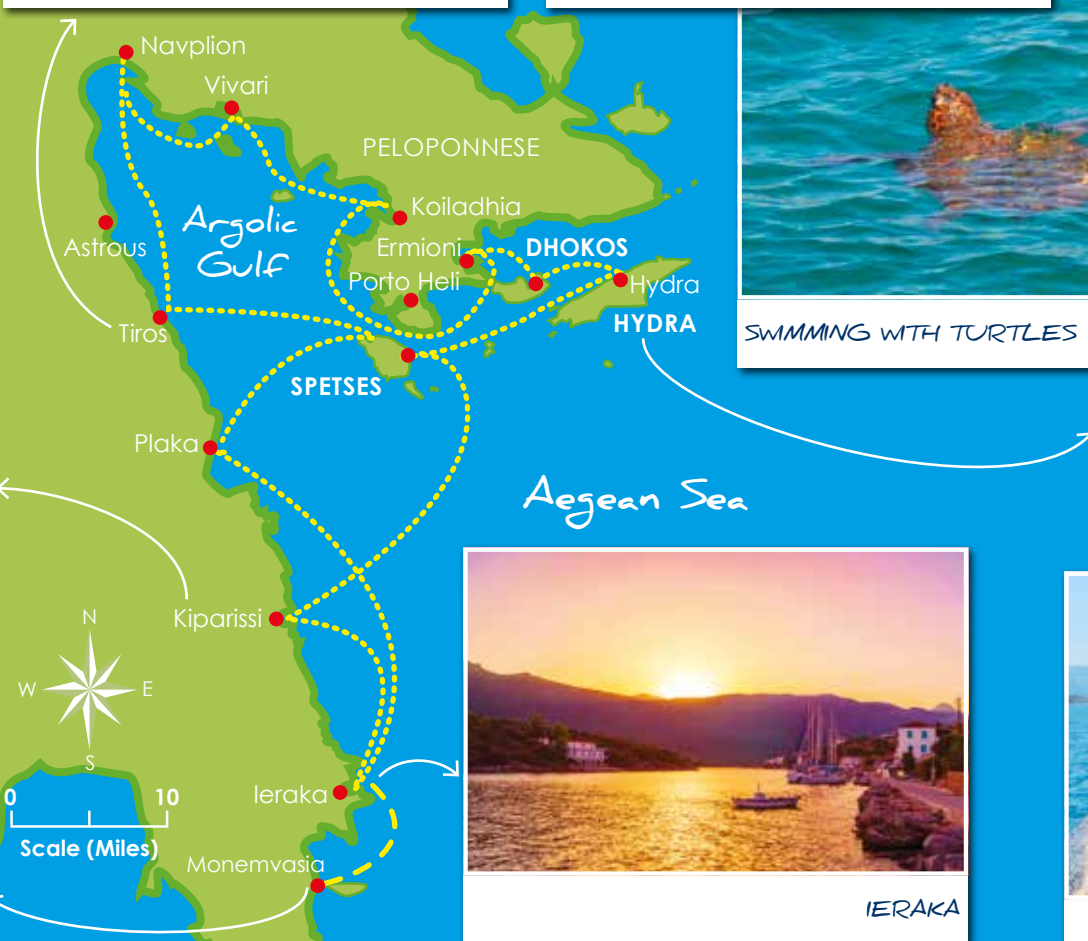 Navplion
Vivari
PELOPONNESE
Koiladhia
Argolic
Gulf
Astrous
Ermioni
DHOKOS
Porto Heli
Hydra
HYDRA
Tiros
SWIMMING WITH TURTLES
SPETSES
Plaka
Aegean Sea
Kiparissi
N
W
E
S
0
10
Scale (Miles)
Ieraka
Monemvasia
IERAKA